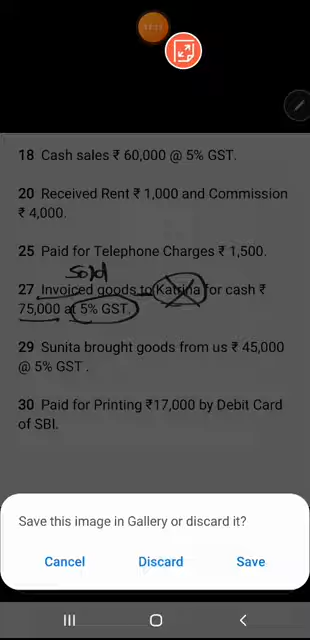 18 Cash sales ₹ 60,000 @ 5% GST.
20 Received Rent ₹ 1,000 and Commission
₹ 4,000.
25 Paid for Telephone Charges ₹ 1,500.
sold
27 Invoiced goods to Katrina for cash ₹
75,000 at 5% GST.
29 Sunita brought goods from us ₹ 45,000
@ 5% GST .
30 Paid for Printing ₹17,000 by Debit Card
of SBI.
Save this image in Gallery or discard it?
Cancel Discard Save